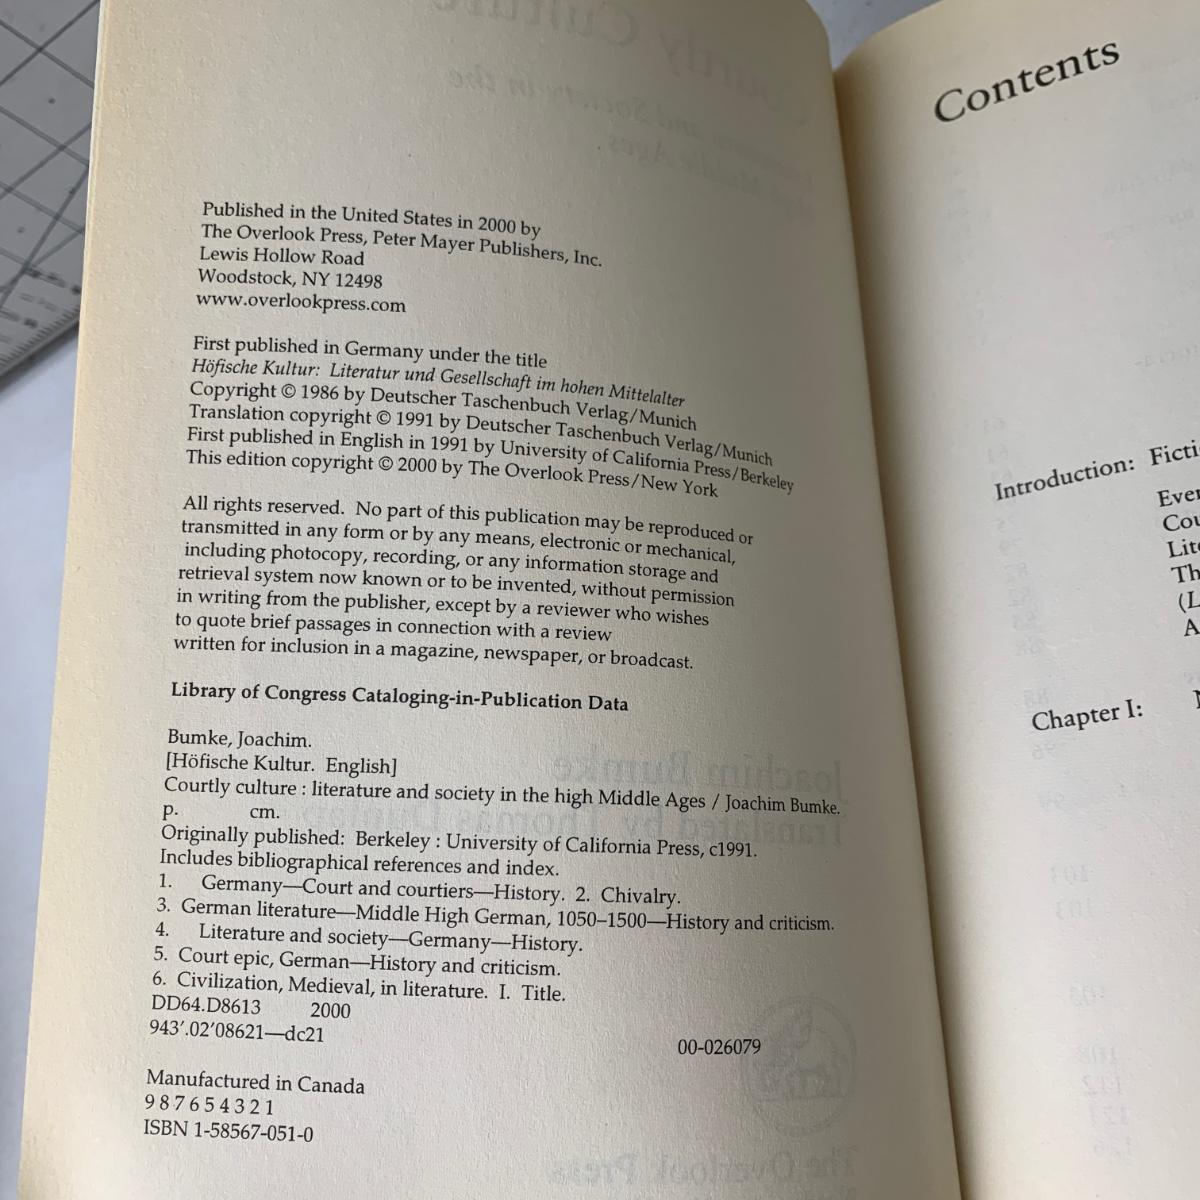 Published in the United States in 2000 by
The Overlook Press, Peter Mayer Publishers, Inc.
Lewis Hollow Road
Woodstock, NY 12498
www.overlookpress.com
First published in Germany under the title
Höfische Kultur: Literatur und Gesellschaft im hohen Mittelalter
Copyright © 1986 by Deutscher Taschenbuch Verlag/Munich
Translation copyright © 1991 by Deutscher Taschenbuch Verlag/Munich
First published in English in 1991 by University of California Press/Berkeley
This edition copyright © 2000 by The Overlook Press/New York
All rights reserved. No part of this publication may be reproduced or
transmitted in any form or by any means, electronic or mechanical,
including photocopy, recording, or any information storage and
retrieval system now known or to be invented, without permission
in writing from the publisher, except by a reviewer who wishes
to quote brief passages in connection with a review
written for inclusion in a magazine, newspaper, or broadcast.
Library of Congress Cataloging-in-Publication Data
Bumke, Joachim.
[Höfische Kultur. English]
Courtly culture : literature and society in the high Middle Ages / Joachim Bumke.
p. cm.
Originally published: Berkeley : University of California Press, c1991.
Includes bibliographical references and index.
1. Germany—Court and courtiers—History. 2. Chivalry.
3. German literature—Middle High German, 1050–1500—History and criticism.
4. Literature and society—Germany—History.
5. Court epic, German—History and criticism.
6. Civilization, Medieval, in literature. I. Title.
DD64.D8613 2000
943'.02'08621—dc21
00-026079
Manufactured in Canada
9 8 7 6 5 4 3 2 1
ISBN 1-58567-051-0
Contents
Introduction: Ficti
Ever
Cou
Lite
Th
(L
A
Chapter I: